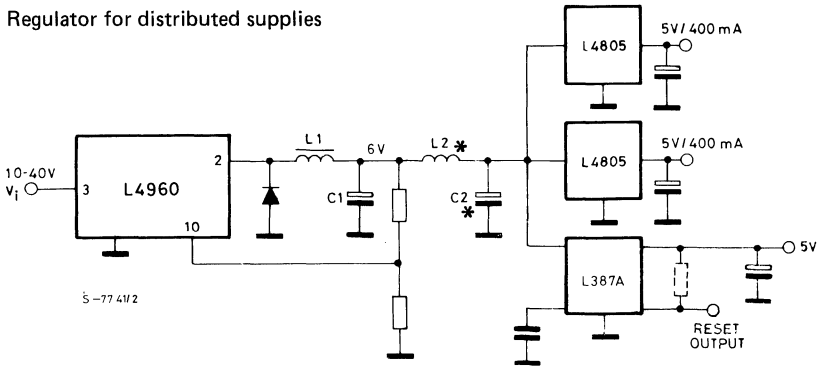 Regulator for distributed supplies
5V/400 mA
L4805
L1
6V
L2 *
5V/400 mA
L4805
10-40V
Vi
3
L4960
2
10
C1
C2
*
L387A
5V
RESET
OUTPUT
S-7741/2